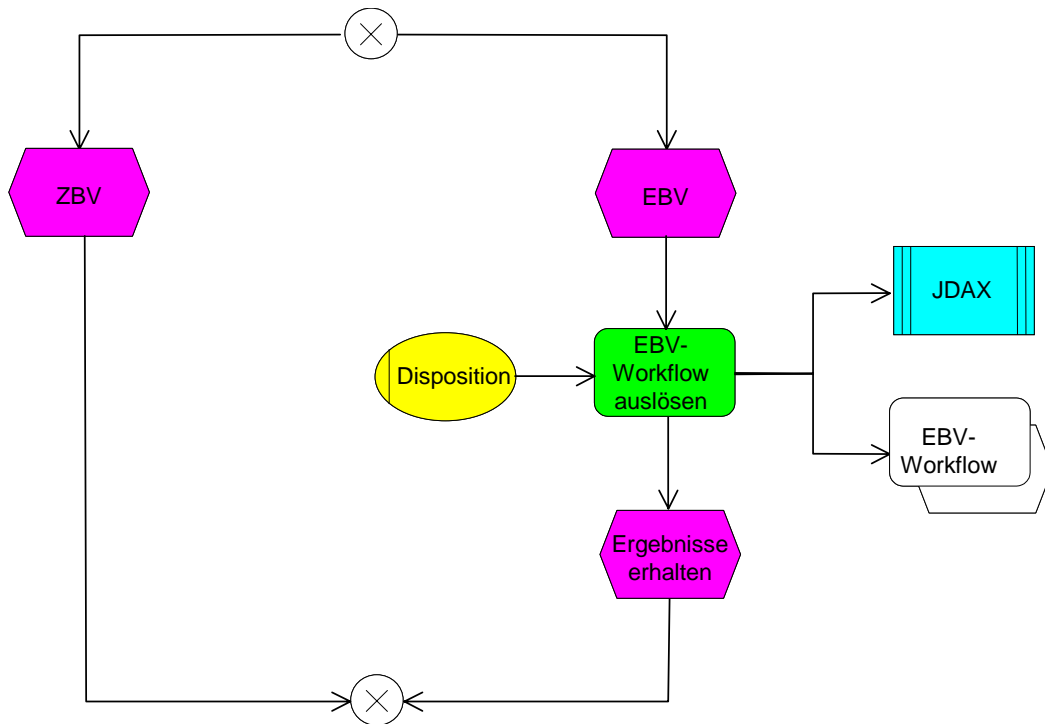 ZBV
EBV
JDAX
Disposition
EBV-
Workflow
auslösen
EBV-
Workflow
Ergebnisse
erhalten